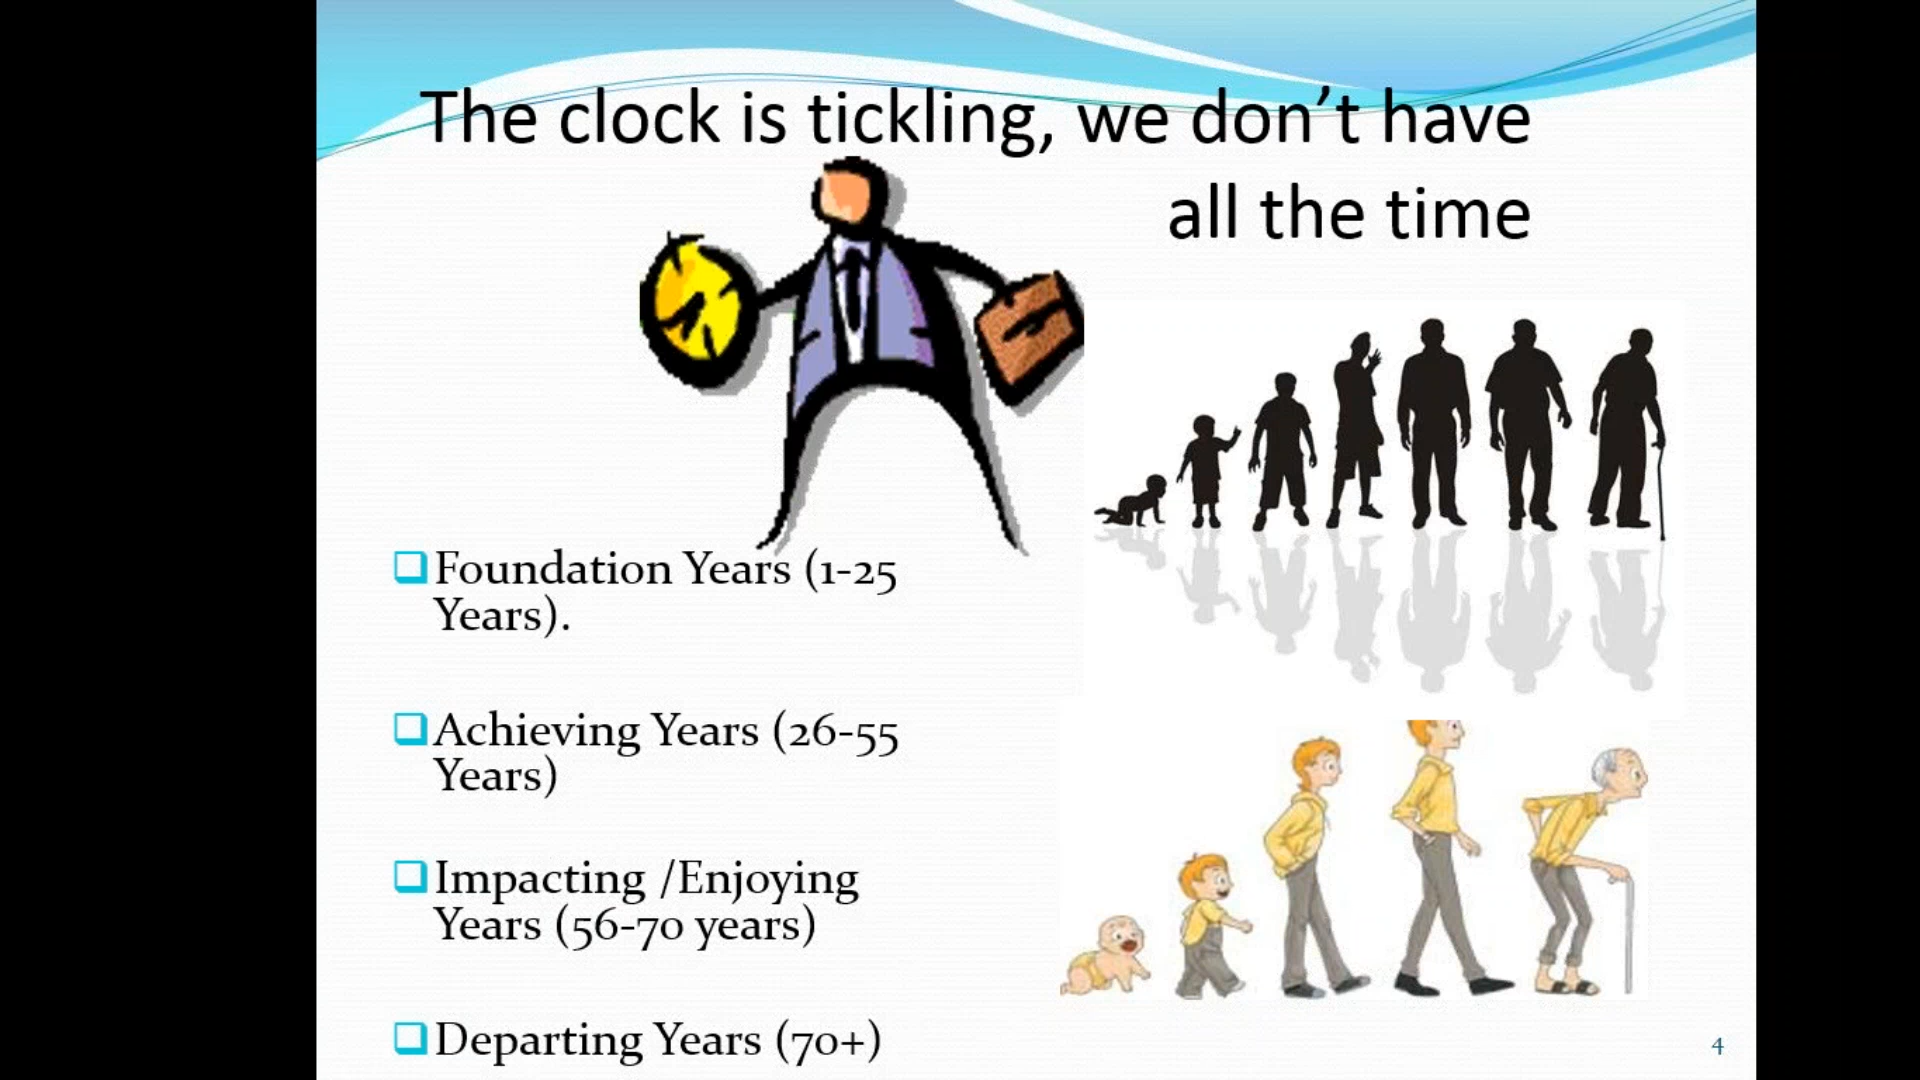 The clock is tickling, we don’t have
all the time
❑Foundation Years (1-25
Years).
❑Achieving Years (26-55
Years)
❑Impacting /Enjoying
Years (56-70 years)
❑Departing Years (70+)
4